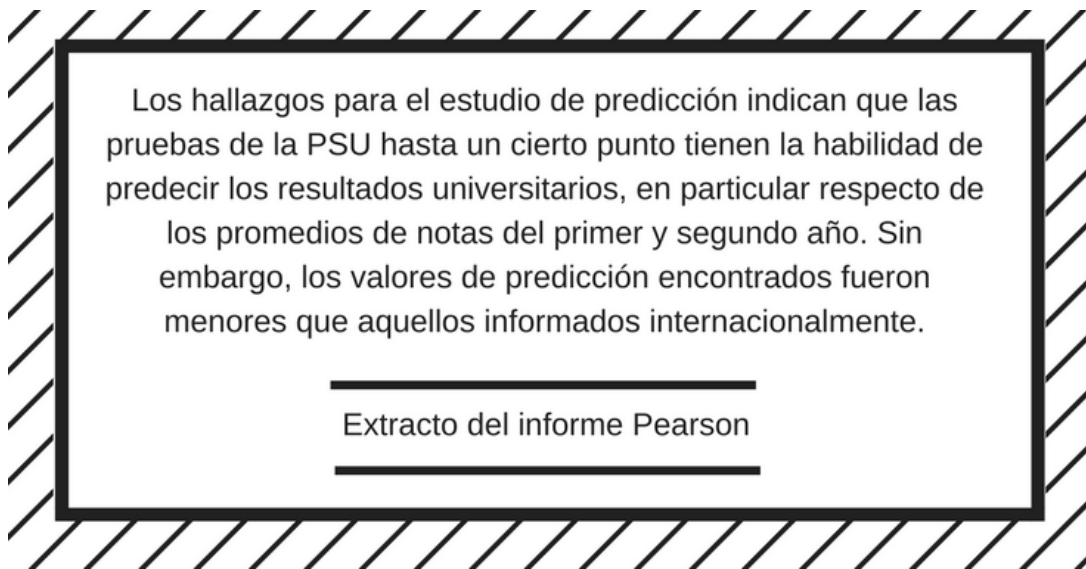 Los hallazgos para el estudio de predicción indican que las
pruebas de la PSU hasta un cierto punto tienen la habilidad de
predecir los resultados universitarios, en particular respecto de
los promedios de notas del primer y segundo año. Sin
embargo, los valores de predicción encontrados fueron
menores que aquellos informados internacionalmente.
Extracto del informe Pearson